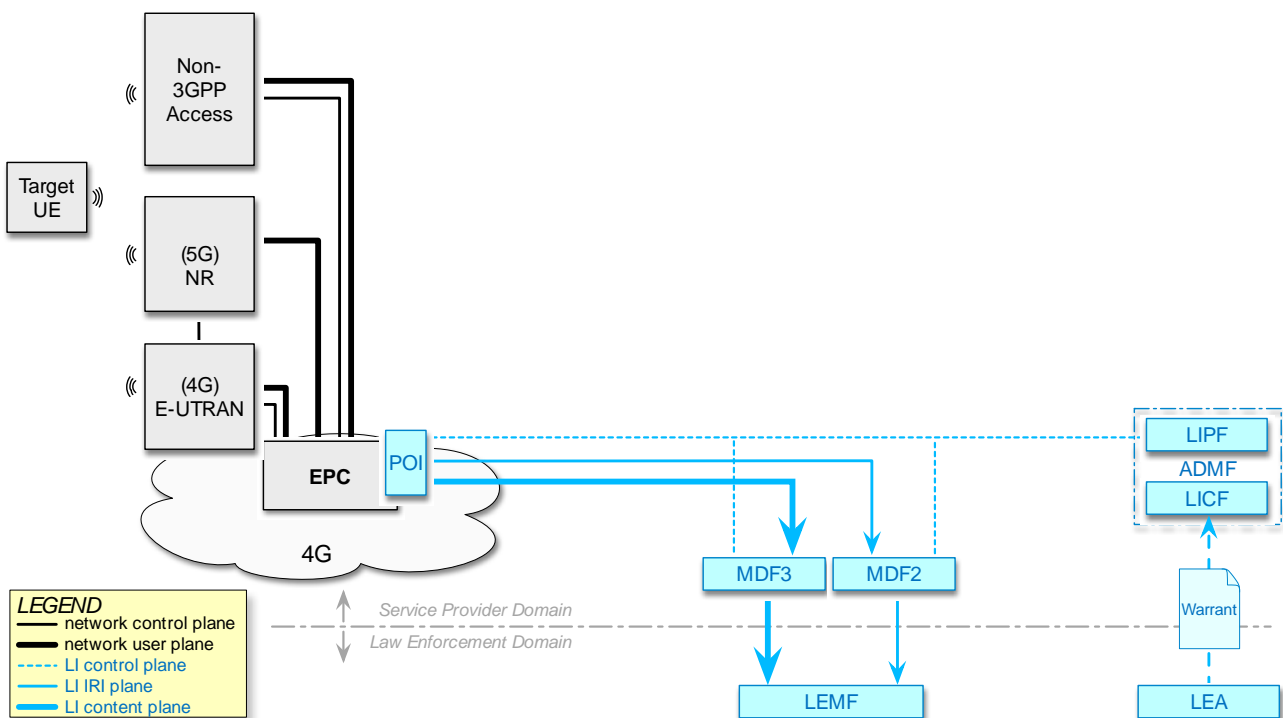 Non-
3GPP
Access
Target
UE
(5G)
NR
(4G)
E-UTRAN
EPC
POI
4G
LIPF
ADMF
LICF
MDF3
MDF2
Warrant
Service Provider Domain
Law Enforcement Domain
LEMF
LEA
LEGEND
network control plane
network user plane
LI control plane
LI IRI plane
LI content plane